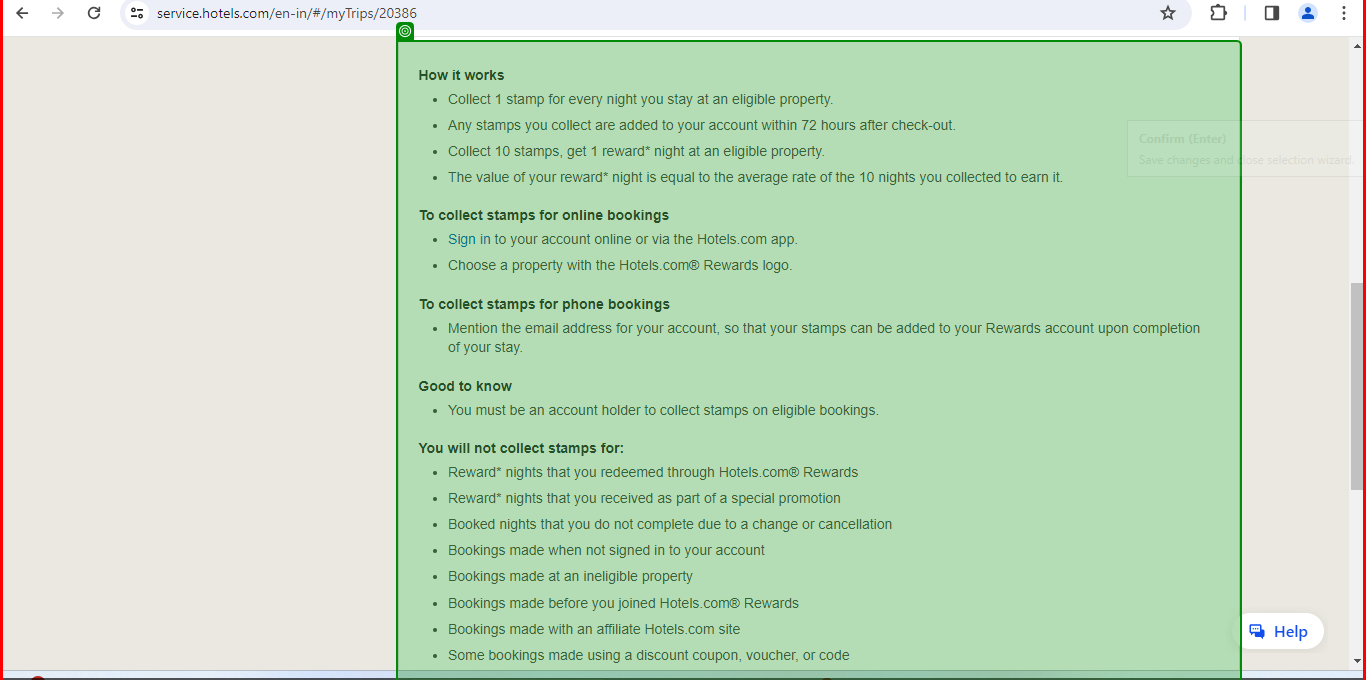 service.hotels.com/en-in/#/myTrips/20386
How it works
Collect 1 stamp for every night you stay at an eligible property.
Any stamps you collect are added to your account within 72 hours after check-out.
Collect 10 stamps, get 1 reward* night at an eligible property.
The value of your reward* night is equal to the average rate of the 10 nights you collected to earn it.
Confirm (Enter)
Save changes and close selection wizard.
To collect stamps for online bookings
Sign in to your account online or via the Hotels.com app.
Choose a property with the Hotels.com® Rewards logo.
To collect stamps for phone bookings
Mention the email address for your account, so that your stamps can be added to your Rewards account upon completion
of your stay.
Good to know
You must be an account holder to collect stamps on eligible bookings.
You will not collect stamps for:
Reward* nights that you redeemed through Hotels.com® Rewards
Reward* nights that you received as part of a special promotion
Booked nights that you do not complete due to a change or cancellation
Bookings made when not signed in to your account
Bookings made at an ineligible property
Bookings made before you joined Hotels.com® Rewards
Bookings made with an affiliate Hotels.com site
Some bookings made using a discount coupon, voucher, or code
Help